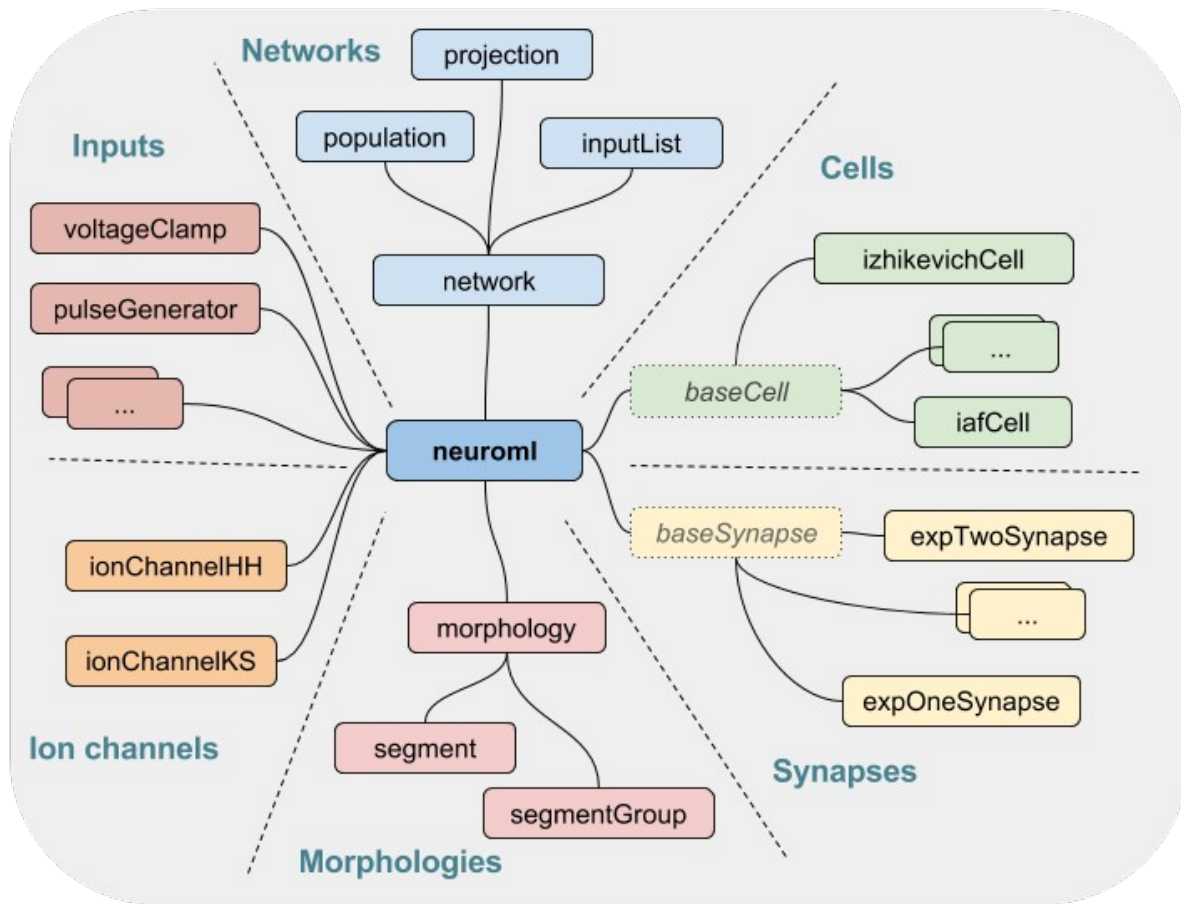 Networks
projection
population
inputList
network
Inputs
voltageClamp
pulseGenerator
...
Cells
izhikevichCell
baseCell
...
iafCell
neuroml
ionChannelHH
ionChannelKS
Ion channels
morphology
segment
segmentGroup
Morphologies
baseSynapse
expTwoSynapse
...
expOneSynapse
Synapses